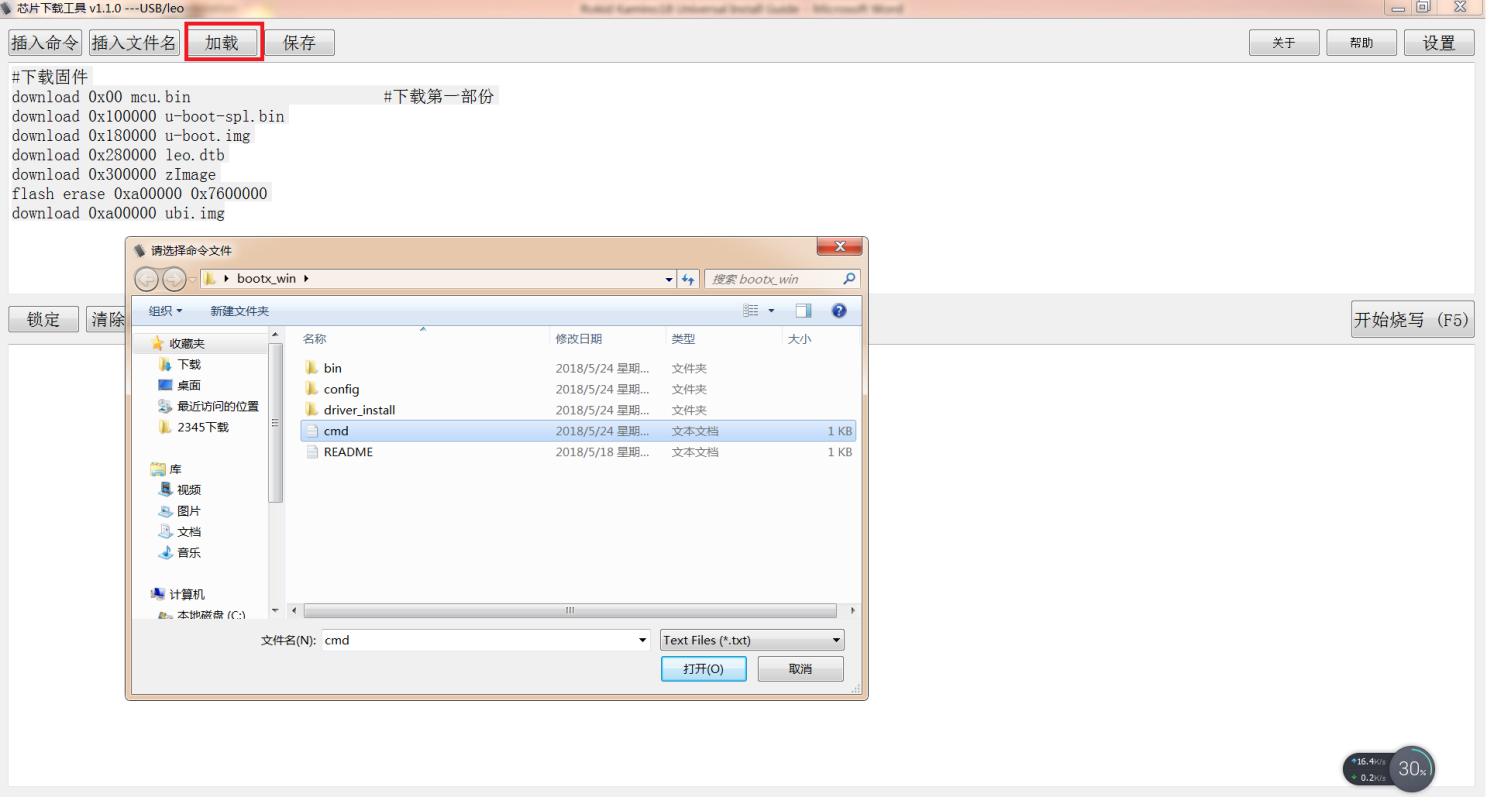 芯片下载工具 v1.1.0 ---USB/leo
Rokid Kamino18 Universal Install Guide - Microsoft Word
插入命令 插入文件名 加载 保存 关于 帮助 设置
#下载固件
download 0x00 mcu.bin #下载第一部份
download 0x100000 u-boot-spl.bin
download 0x180000 u-boot.img
download 0x280000 leo.dtb
download 0x300000 zImage
flash erase 0xa00000 0x7600000
download 0xa00000 ubi.img
锁定 清除 开始烧写 (F5)
请选择命令文件
bootx_win 搜索 bootx_win
组织 新建文件夹
名称 修改日期 类型 大小
收藏夹
下载
桌面
最近访问的位置
2345下载
库
视频
图片
文档
音乐
计算机
本地磁盘 (C:)
bin 2018/5/24 星期... 文件夹
config 2018/5/24 星期... 文件夹
driver_install 2018/5/24 星期... 文件夹
cmd 2018/5/24 星期... 文本文档 1 KB
README 2018/5/18 星期... 文本文档 1 KB
文件名(N): cmd Text Files (*.txt)
打开(O) 取消
16.4K/s
0.2K/s
30%